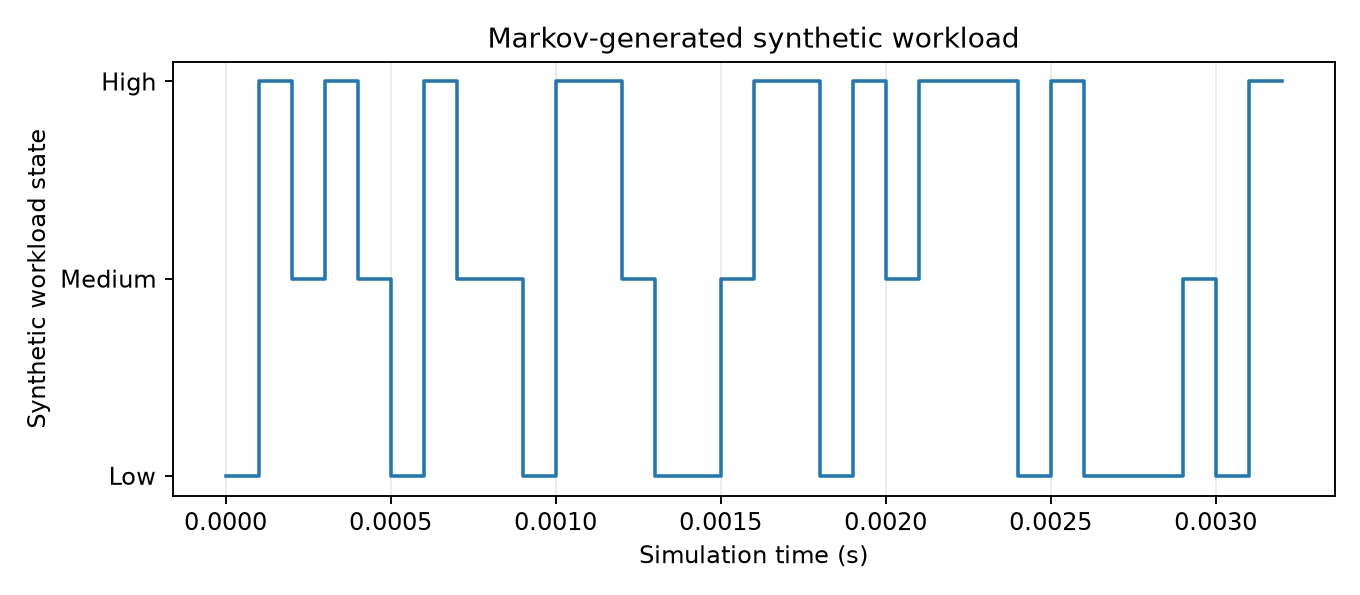 Markov-generated synthetic workload
Synthetic workload state
High
Medium
Low
0.0000 0.0005 0.0010 0.0015 0.0020 0.0025 0.0030
Simulation time (s)